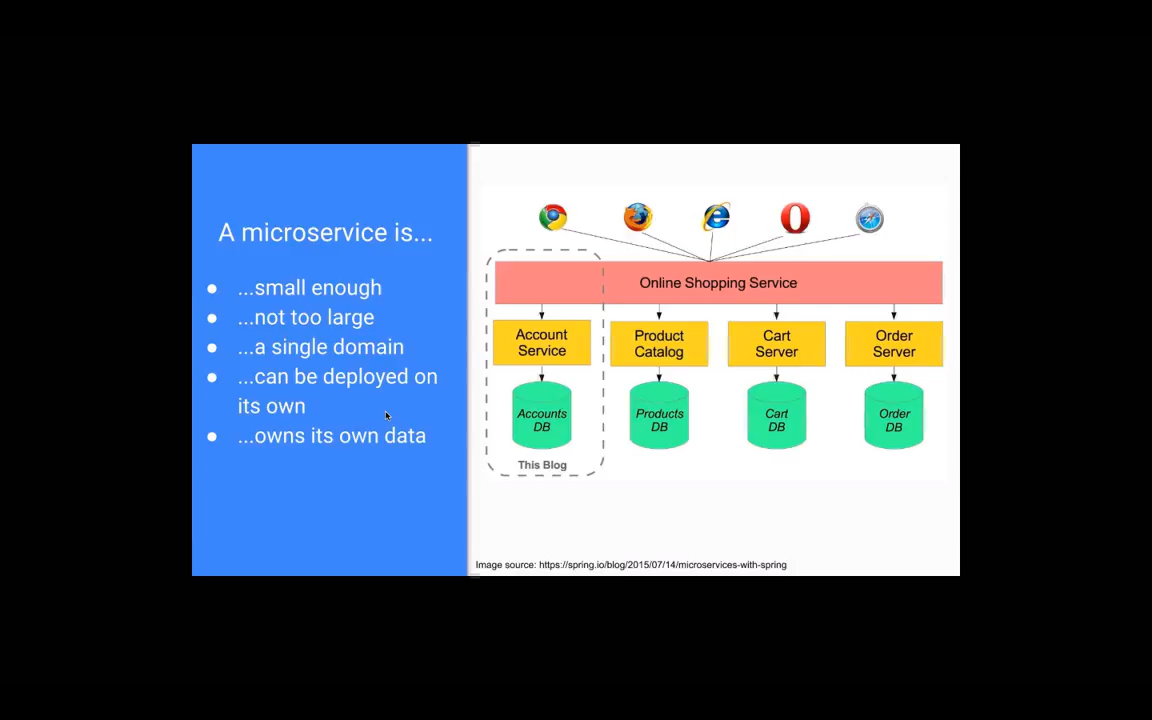 A microservice is...
● ...small enough
● ...not too large
● ...a single domain
● ...can be deployed on
its own
● ...owns its own data
Online Shopping Service
Account
Service
Product
Catalog
Cart
Server
Order
Server
Accounts
DB
Products
DB
Cart
DB
Order
DB
This Blog
Image source: https://spring.io/blog/2015/07/14/microservices-with-spring